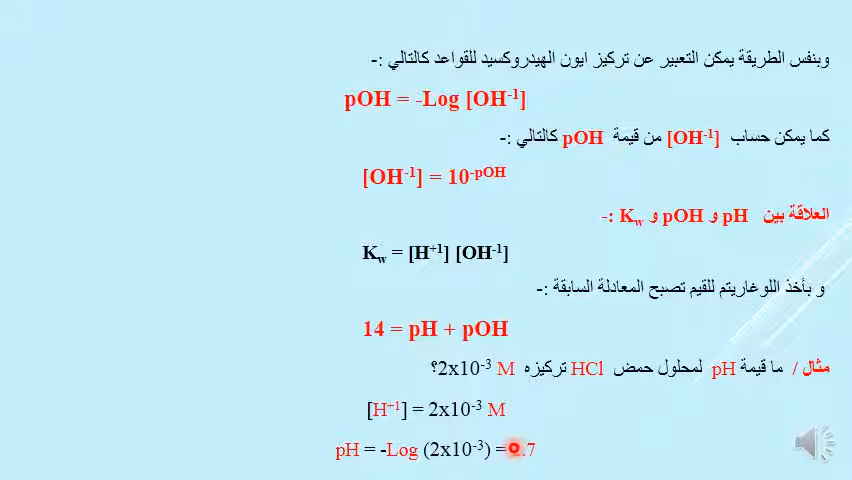 وبنفس الطريقة يمكن التعبير عن تركيز ايون الهيدروكسيد للقواعد كالتالي :-
pOH = -Log [OH⁻¹]
كما يمكن حساب [OH⁻¹] من قيمة pOH كالتالي :-
[OH⁻¹] = 10⁻ᵖᴼᴴ
العلاقة بين pH و pOH و Kw :-
Kw = [H⁺¹] [OH⁻¹]
و بأخذ اللوغاريتم للقيم تصبح المعادلة السابقة :-
14 = pH + pOH
مثال / ما قيمة pH لمحلول حمض HCl تركيزه 2x10⁻³ M؟
[H⁺¹] = 2x10⁻³ M
pH = -Log (2x10⁻³) = .7